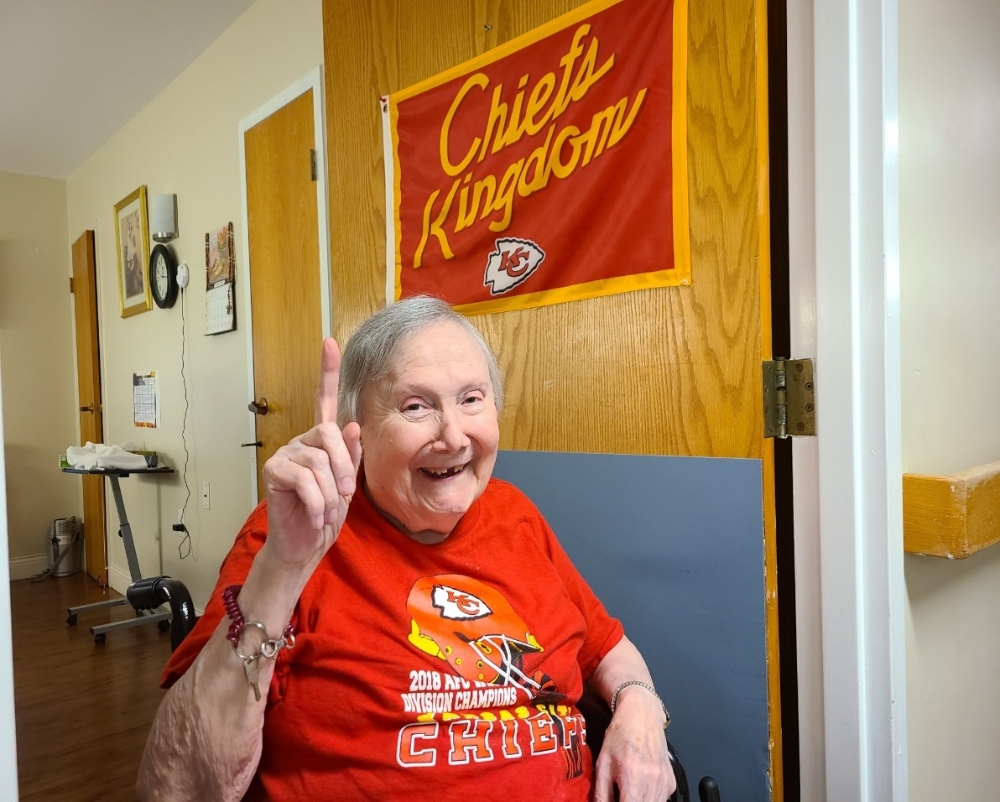 Chiefs
Kingdom
KC
KC
2018 AFC
DIVISION CHAMPIONS
CHIEFS